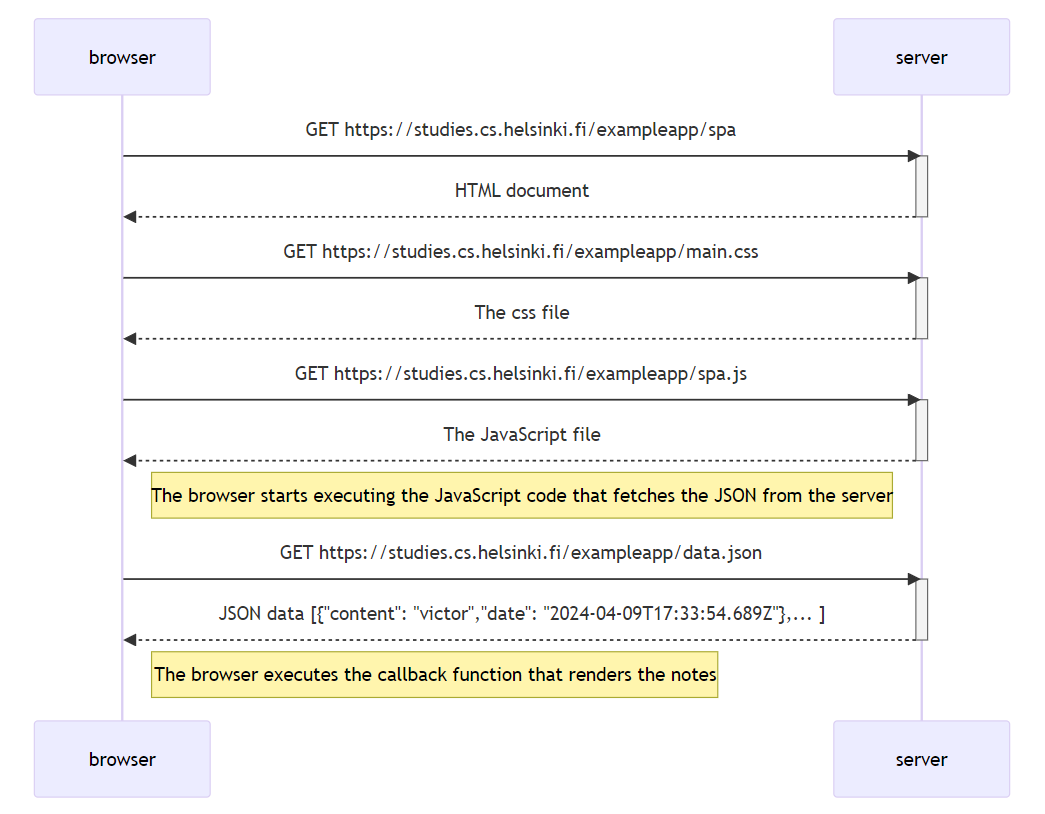 browser
server
GET https://studies.cs.helsinki.fi/exampleapp/spa
HTML document
GET https://studies.cs.helsinki.fi/exampleapp/main.css
The css file
GET https://studies.cs.helsinki.fi/exampleapp/spa.js
The JavaScript file
The browser starts executing the JavaScript code that fetches the JSON from the server
GET https://studies.cs.helsinki.fi/exampleapp/data.json
JSON data [{"content": "victor","date": "2024-04-09T17:33:54.689Z"},... ]
The browser executes the callback function that renders the notes
browser
server